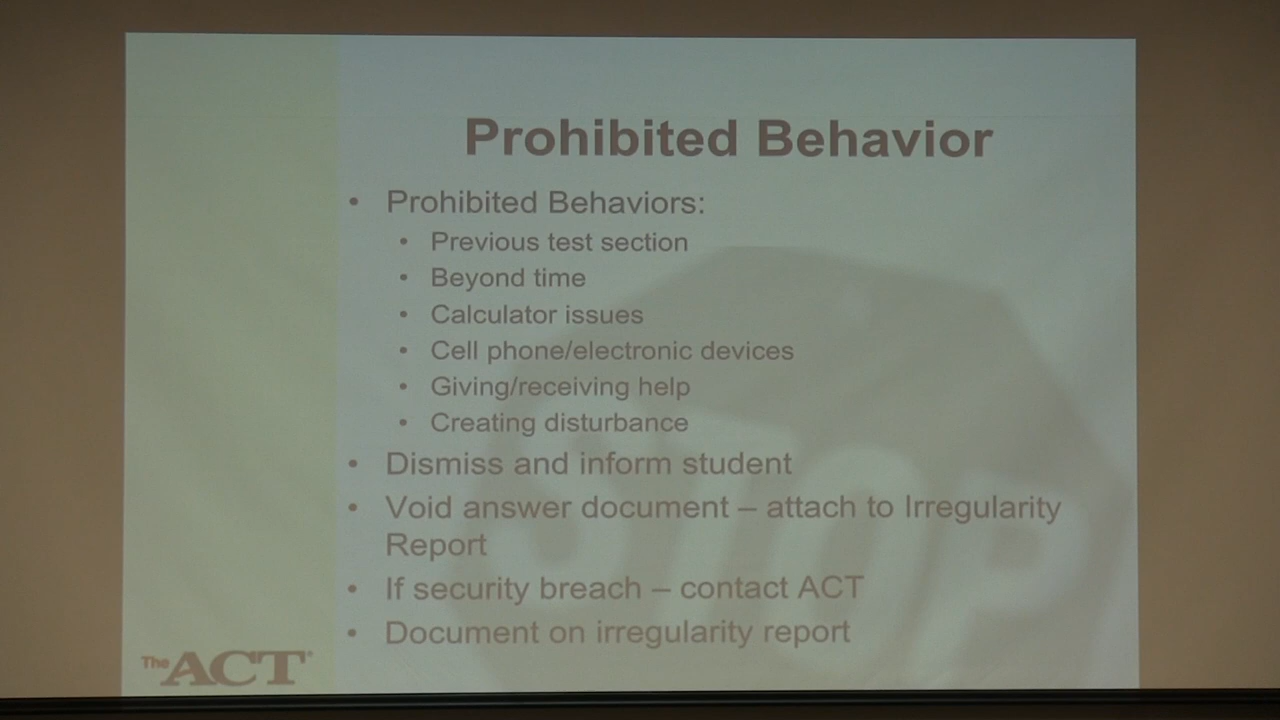 Prohibited Behavior
• Prohibited Behaviors:
• Previous test section
• Beyond time
• Calculator issues
• Cell phone/electronic devices
• Giving/receiving help
• Creating disturbance
• Dismiss and inform student
• Void answer document – attach to Irregularity
Report
• If security breach – contact ACT
• Document on irregularity report
The ACT®
STOP